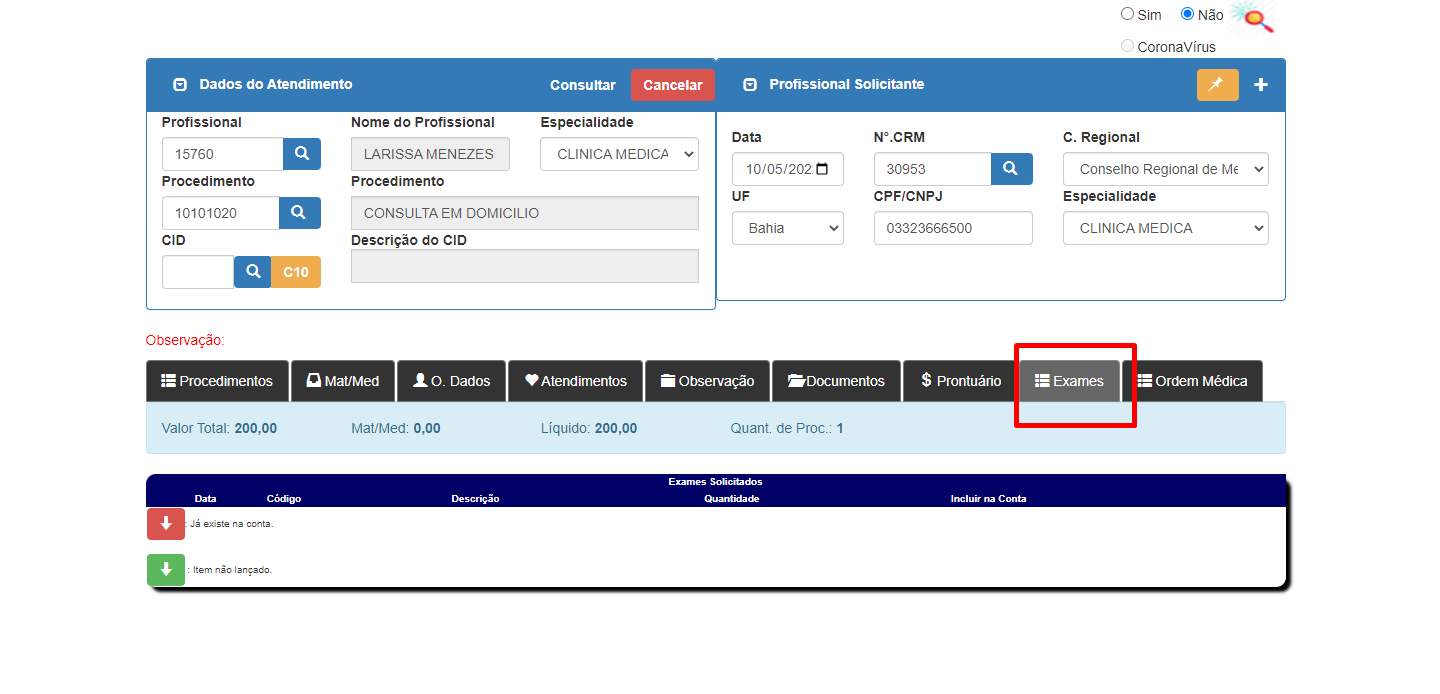 Sim Não
CoronaVírus
Dados do Atendimento Consultar Cancelar
Profissional Nome do Profissional Especialidade
15760 LARISSA MENEZES CLINICA MEDICA
Procedimento Procedimento
10101020 CONSULTA EM DOMICILIO
CID Descrição do CID
C10
Profissional Solicitante
Data N°.CRM C. Regional
10/05/202 30953 Conselho Regional de Me
UF CPF/CNPJ Especialidade
Bahia 03323666500 CLINICA MEDICA
Observação:
Procedimentos Mat/Med O. Dados Atendimentos Observação Documentos $ Prontuário Exames Ordem Médica
Valor Total: 200,00 Mat/Med: 0,00 Líquido: 200,00 Quant. de Proc.: 1
Exames Solicitados
Data Código Descrição Quantidade Incluir na Conta
: Já existe na conta.
: Item não lançado.